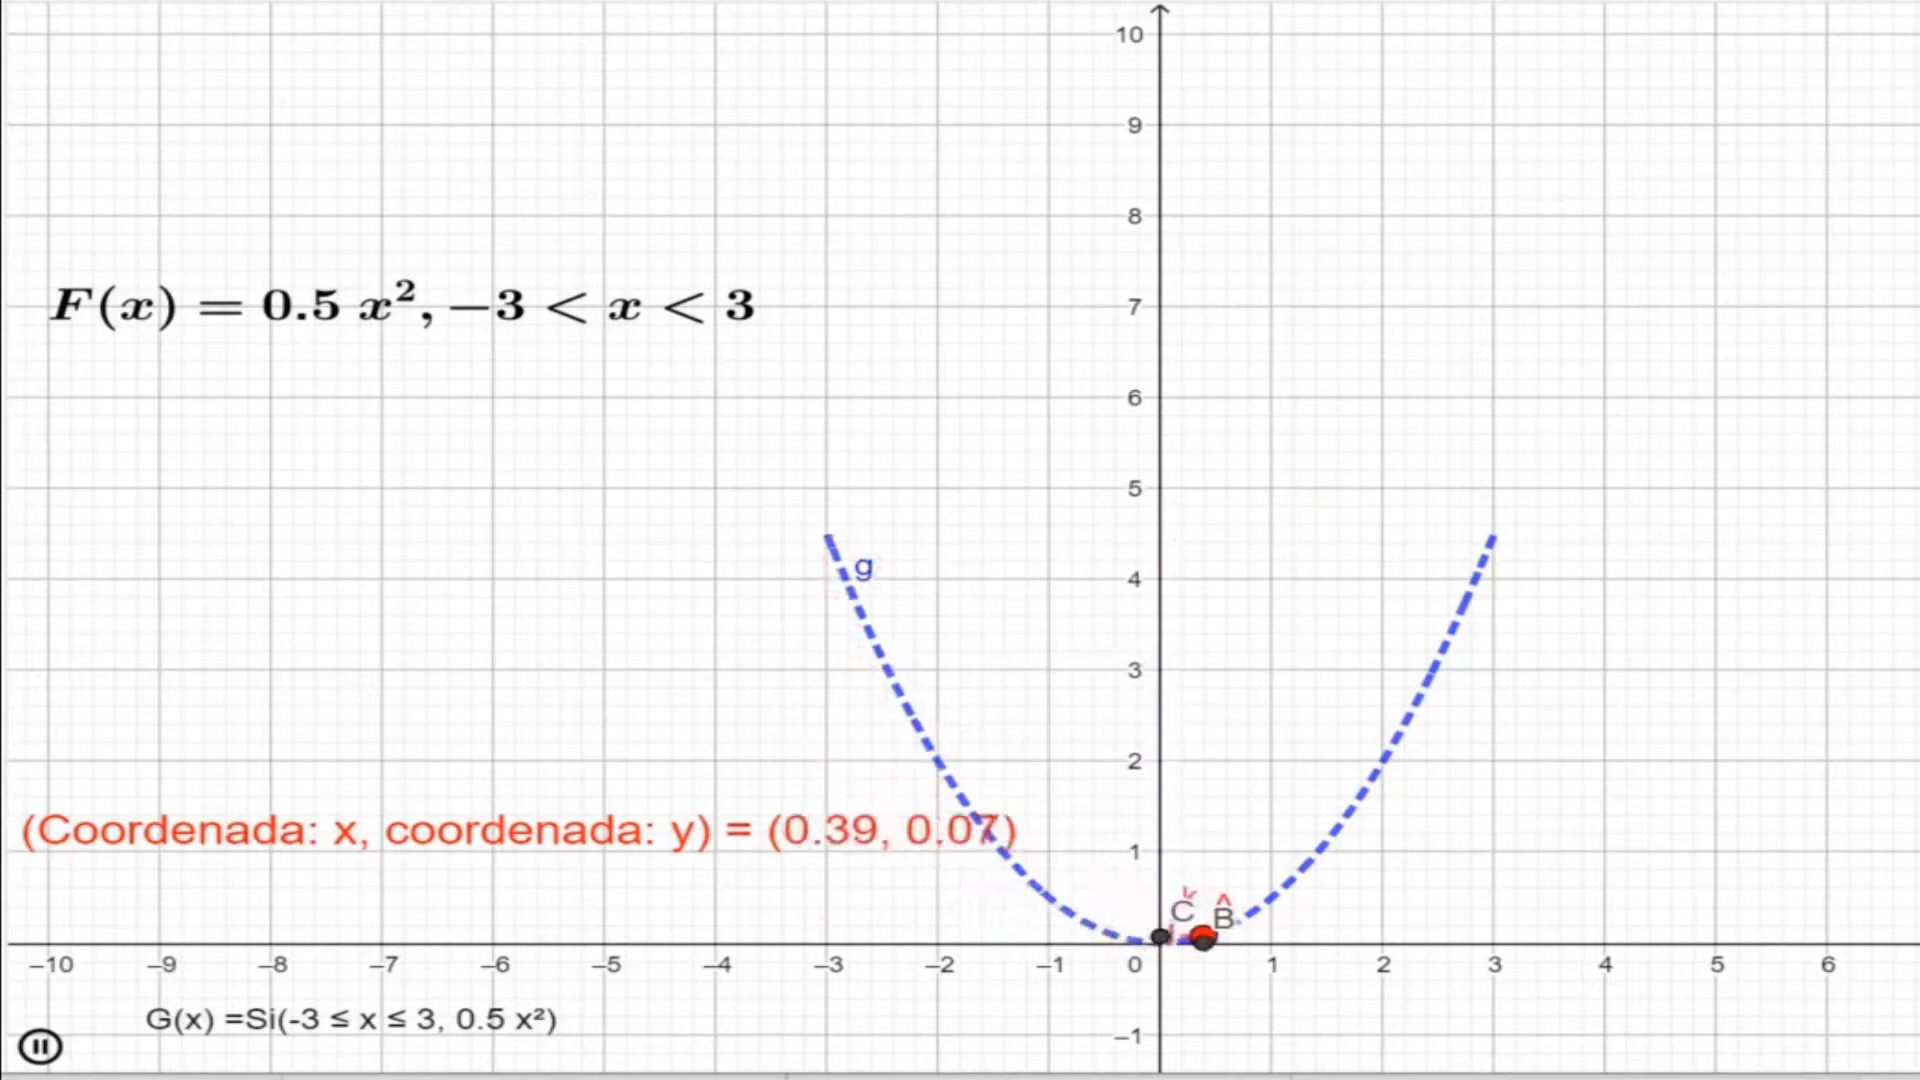 10
9
8
F(x) = 0.5 x², −3 < x < 3
7
6
5
g
4
3
2
(Coordenada: x, coordenada: y) = (0.39, 0.07)
1
C B
−10 −9 −8 −7 −6 −5 −4 −3 −2 −1 0 1 2 3 4 5 6
G(x) =Si(-3 ≤ x ≤ 3, 0.5 x²)
−1